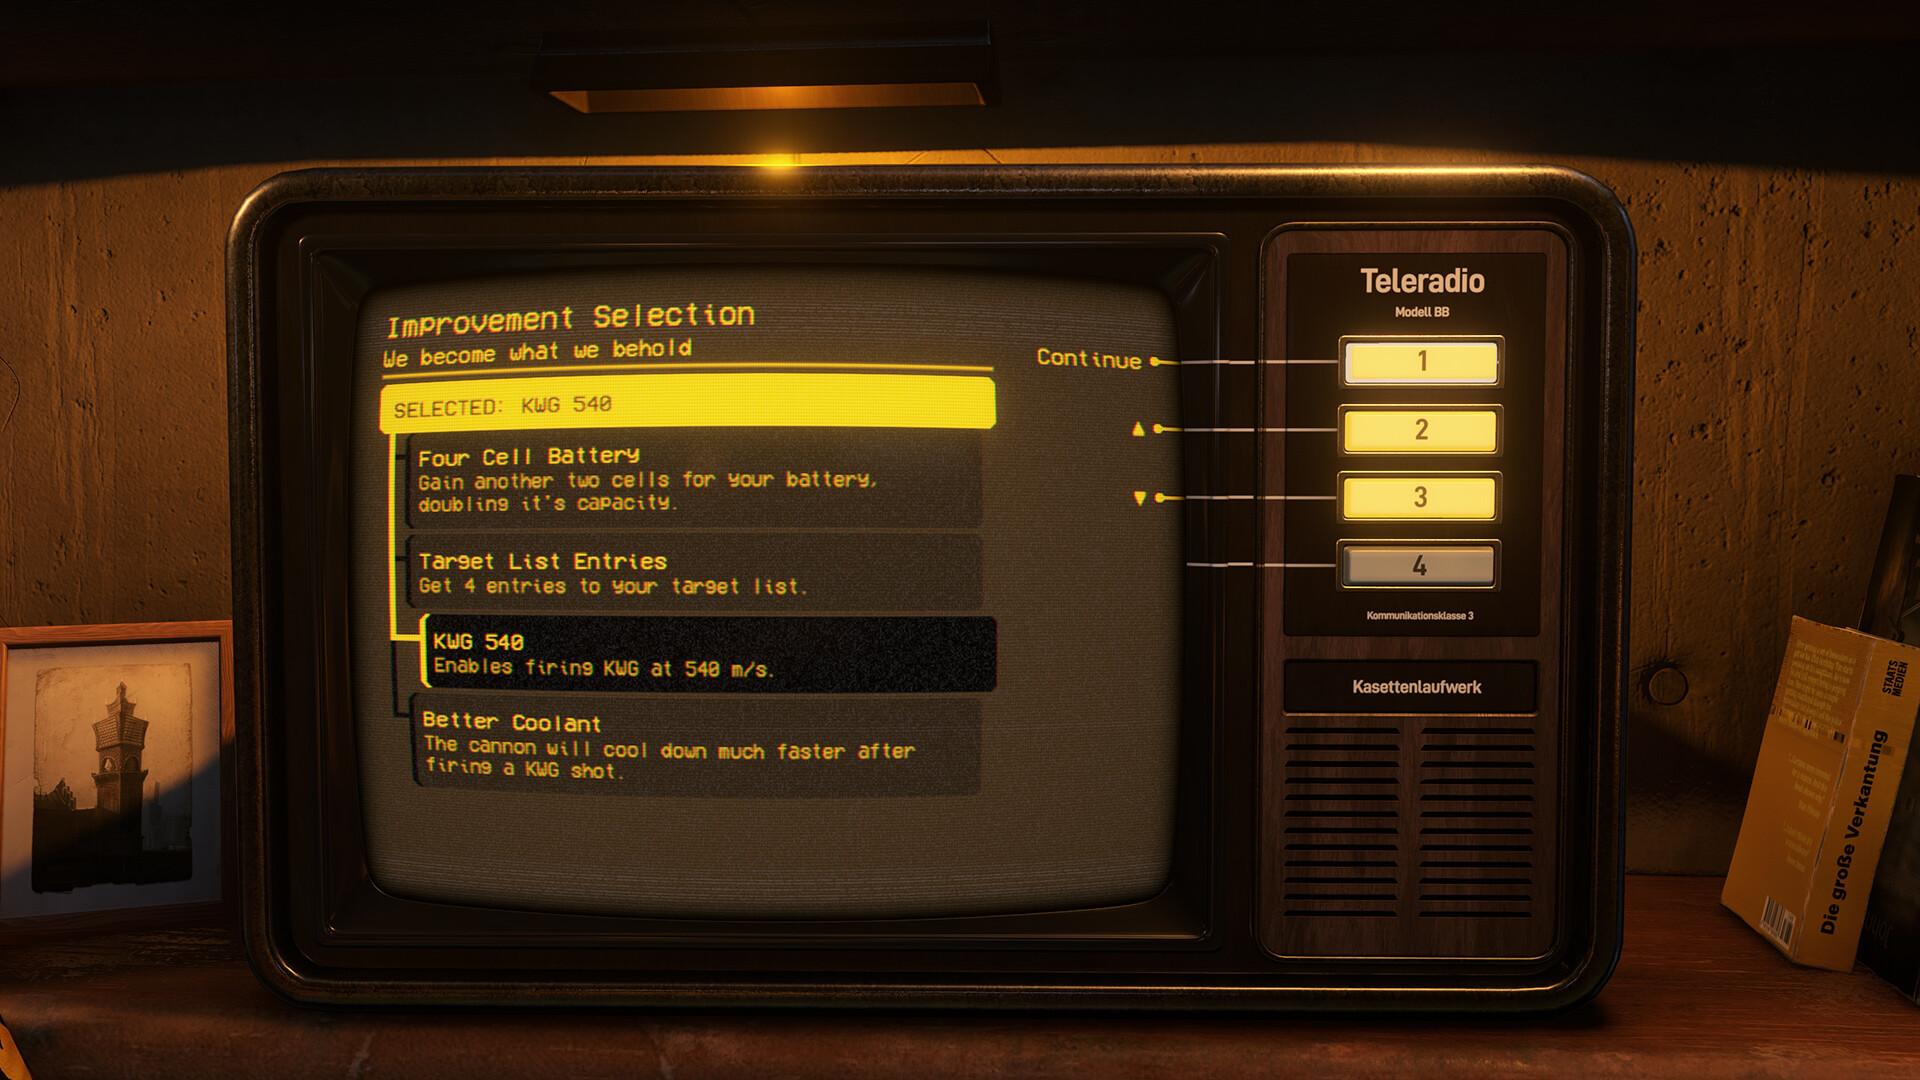 Improvement Selection
We become what we behold
SELECTED: KWG 540
Four Cell Battery
Gain another two cells for your battery,
doubling it's capacity.
Target List Entries
Get 4 entries to your target list.
KWG 540
Enables firing KWG at 540 m/s.
Better Coolant
The cannon will cool down much faster after
firing a KWG shot.
Continue
▲
▼
Teleradio
Modell BB
1
2
3
4
Kommunikationsklasse 3
Kasettenlaufwerk
STAATS
MEDIEN
Die große Verkantung